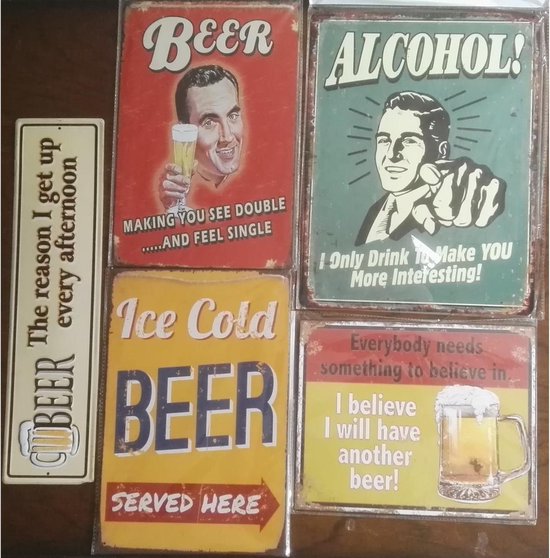 BEER The reason I get up
every afternoon
BEER
MAKING YOU SEE DOUBLE
.....AND FEEL SINGLE
ALCOHOL!
I Only Drink To Make YOU
More Interesting!
Ice Cold
BEER
SERVED HERE
Everybody needs
something to believe in.
I believe
I will have
another
beer!